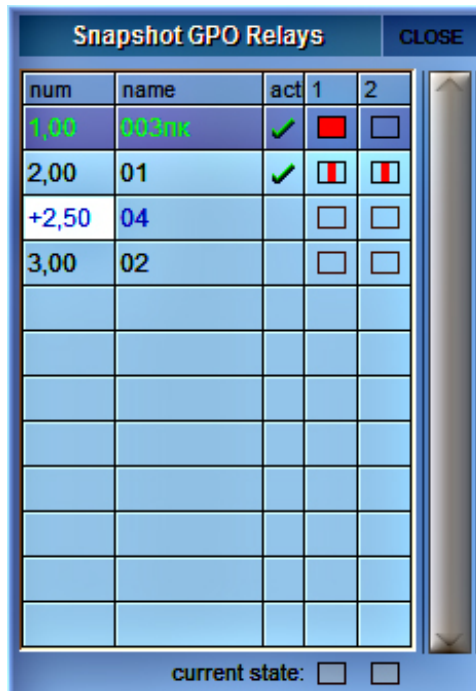 Snapshot GPO Relays CLOSE
num name act 1 2
1,00 003пк
2,00 01
+2,50 04
3,00 02
current state: